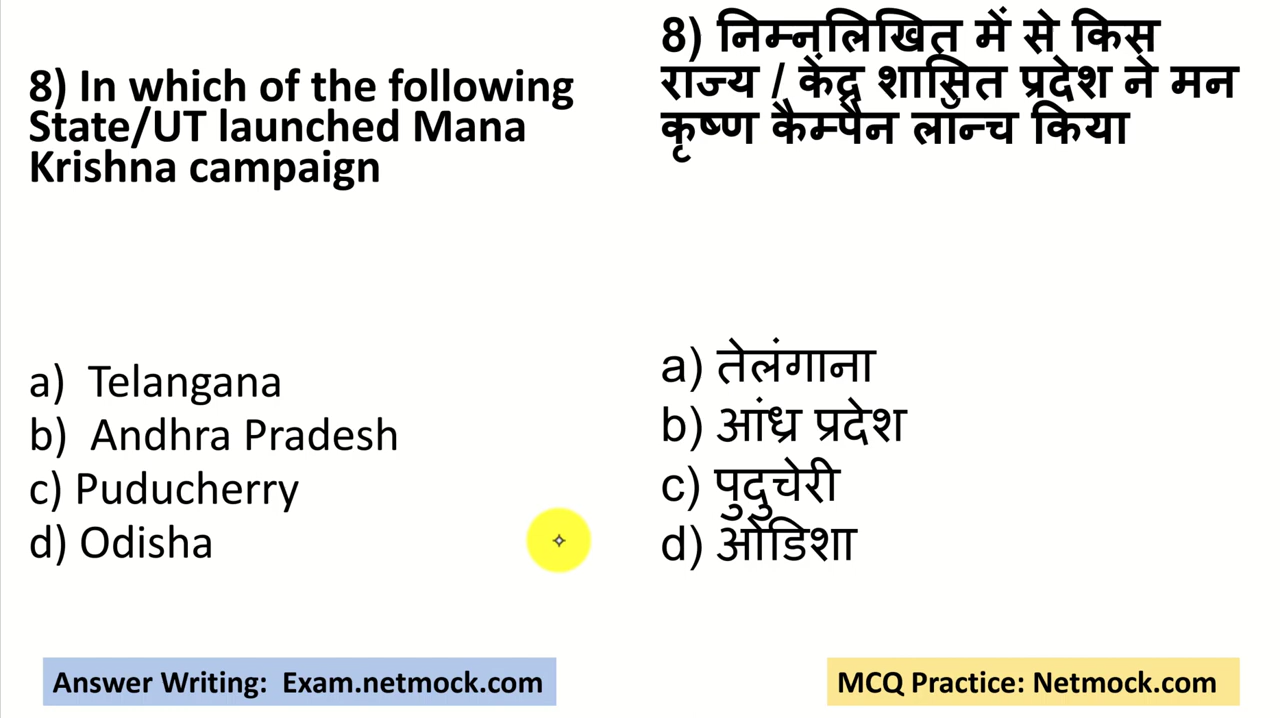 8) In which of the following
State/UT launched Mana
Krishna campaign
a) Telangana
b) Andhra Pradesh
c) Puducherry
d) Odisha
8) निम्नलिखित में से किस
राज्य / केंद्र शासित प्रदेश ने मन
कृष्ण कैम्पैन लॉन्च किया
a) तेलंगाना
b) आंध्र प्रदेश
c) पुदुचेरी
d) ओडिशा
Answer Writing: Exam.netmock.com
MCQ Practice: Netmock.com